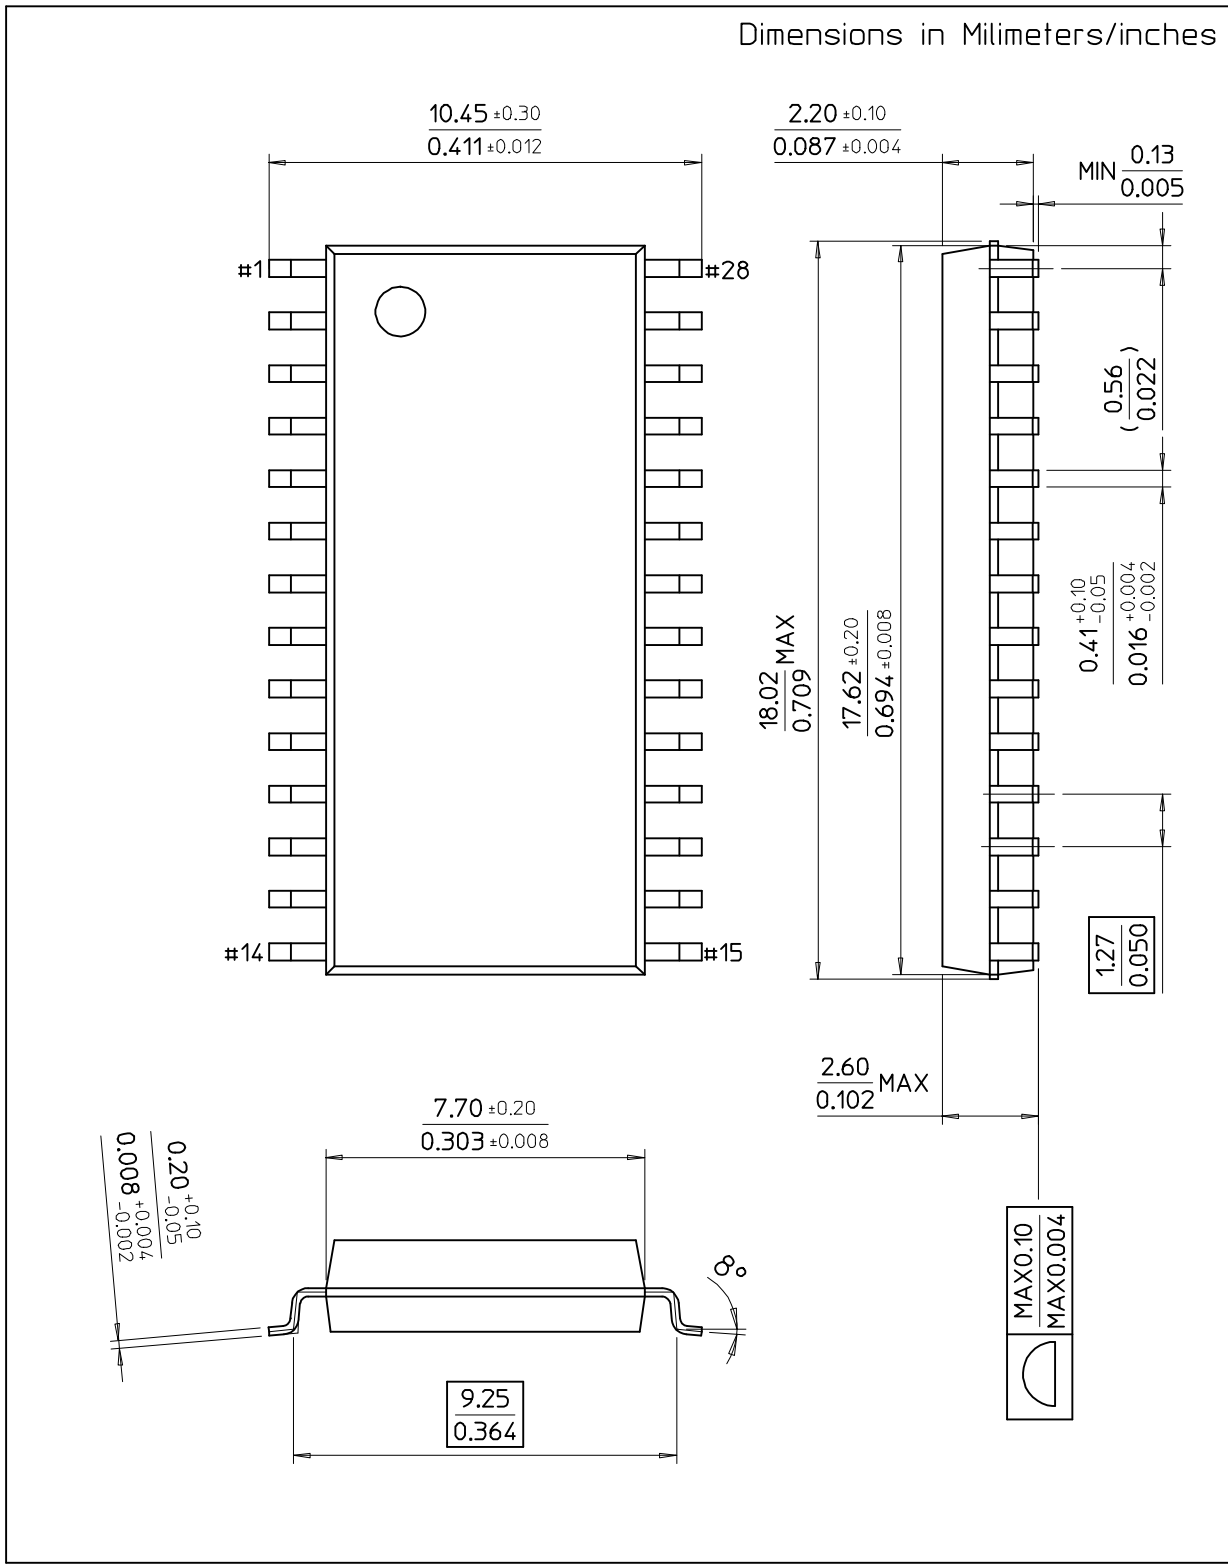 Dimensions in Milimeters/inches
10.45 ±0.30
0.411 ±0.012
2.20 ±0.10
0.087 ±0.004
MIN 0.13
0.005
#1
#28
(0.56
0.022)
0.41 +0.10 -0.05
0.016 +0.004 -0.002
18.02 MAX
0.709
17.62 ±0.20
0.694 ±0.008
#14
#15
1.27
0.050
2.60 MAX
0.102
7.70 ±0.20
0.303 ±0.008
0.20 +0.10 -0.05
0.008 +0.004 -0.002
8°
MAX0.10
MAX0.004
9.25
0.364